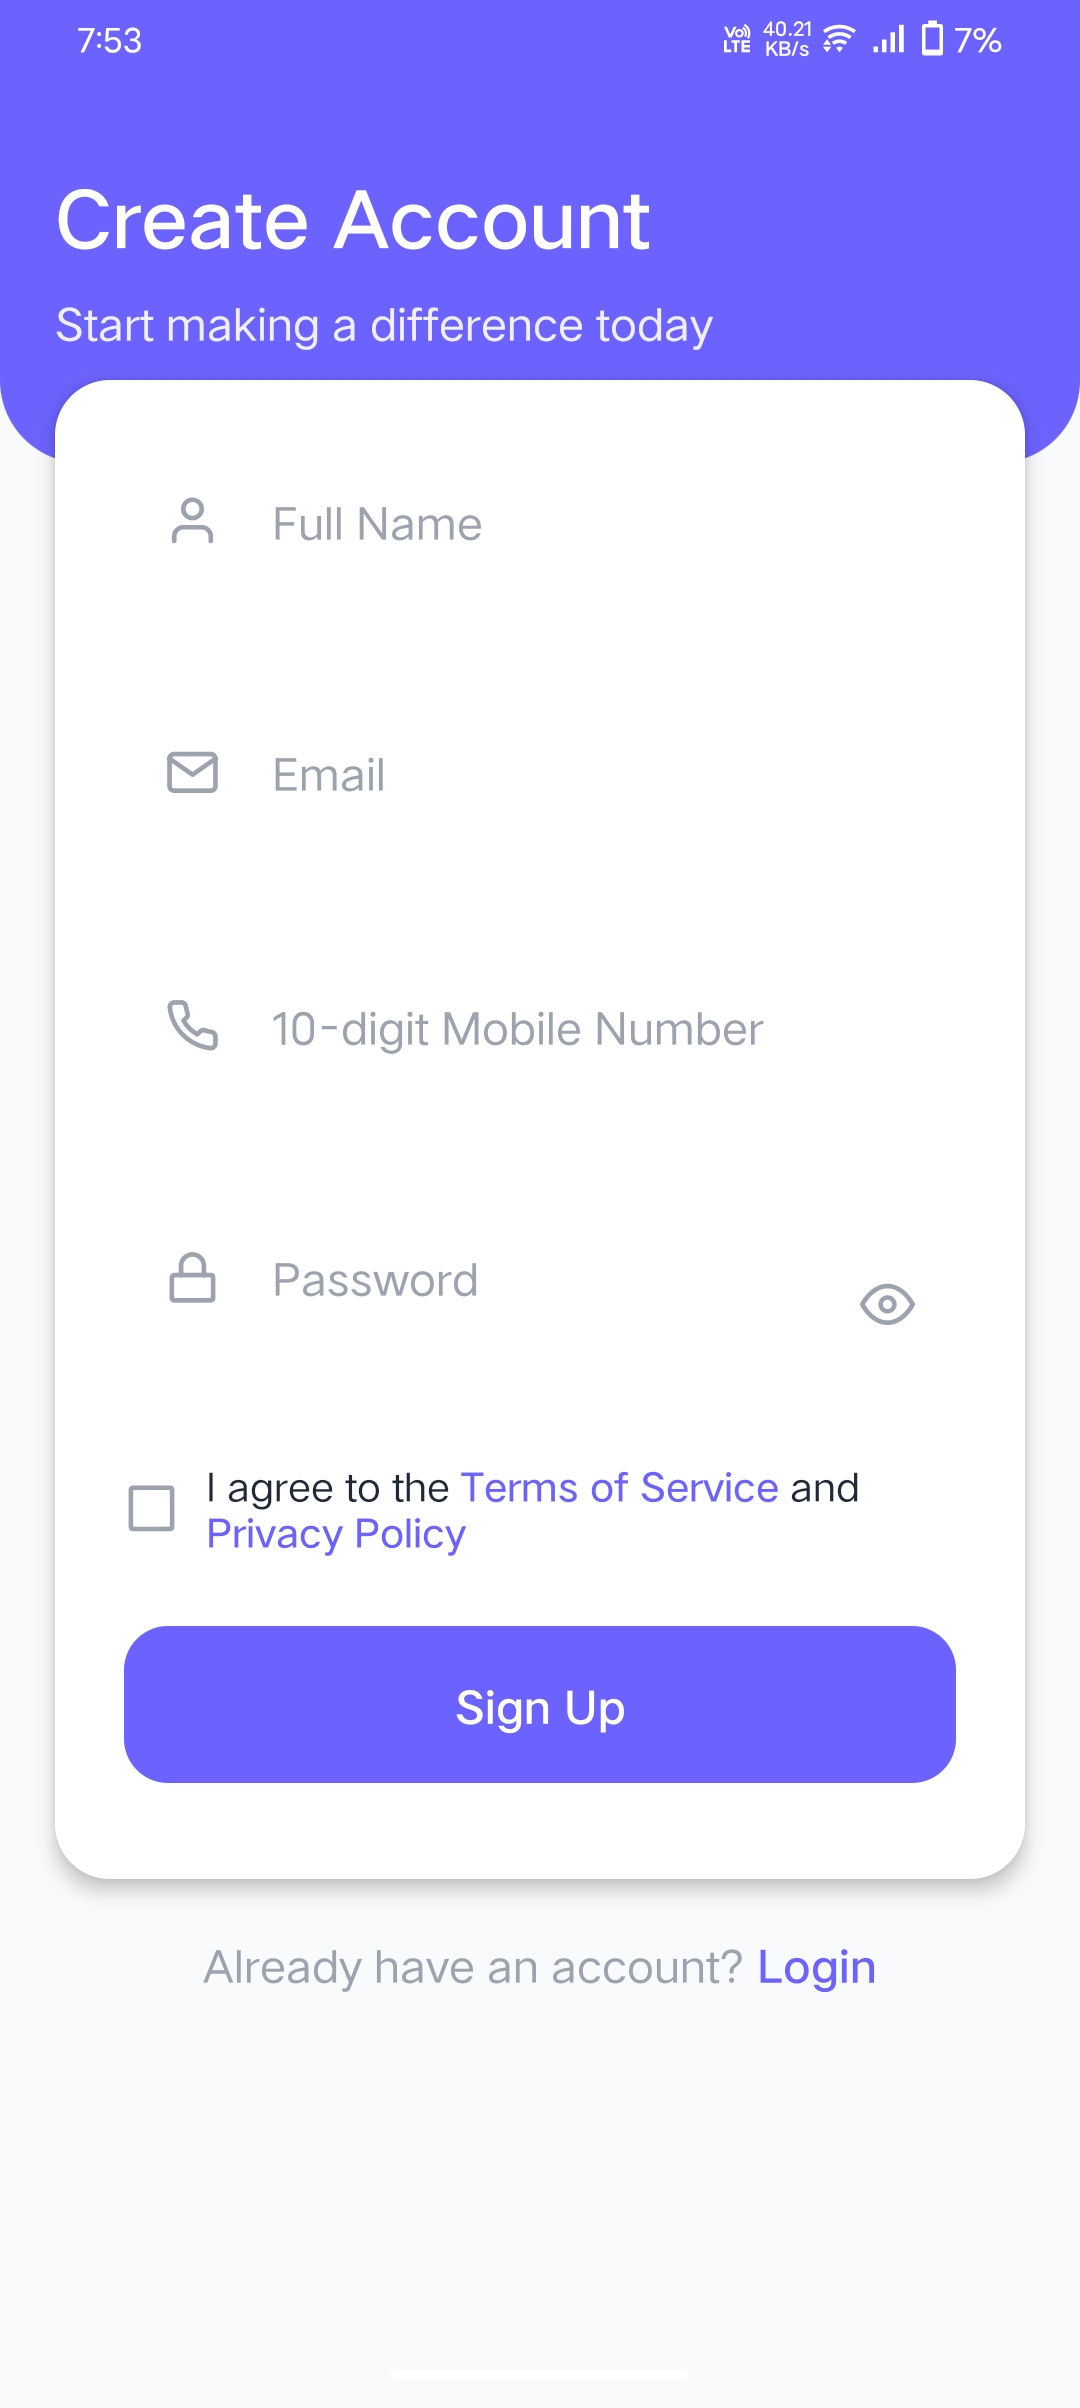 7:53
Vo LTE 40.21 KB/s 7%
Create Account
Start making a difference today
Full Name
Email
10-digit Mobile Number
Password
I agree to the Terms of Service and
Privacy Policy
Sign Up
Already have an account? Login